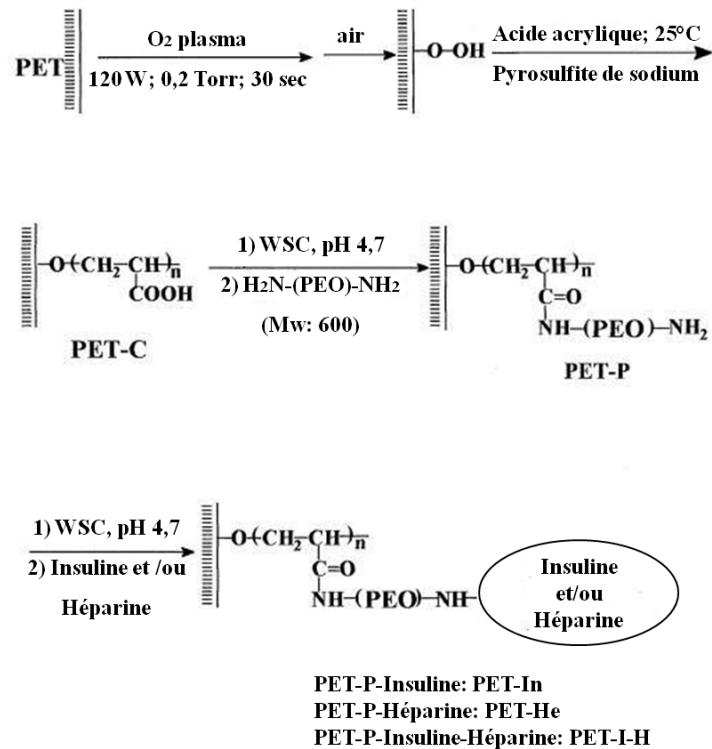 PET
O2 plasma
120 W; 0,2 Torr; 30 sec
air
O-OH
Acide acrylique; 25°C
Pyrosulfite de sodium
O-(CH2-CH)n
COOH
PET-C
1) WSC, pH 4,7
2) H2N-(PEO)-NH2
(Mw: 600)
O-(CH2-CH)n
C=O
NH-(PEO)-NH2
PET-P
1) WSC, pH 4,7
2) Insuline et /ou
Héparine
O-(CH2-CH)n
C=O
NH-(PEO)-NH-
Insuline
et/ou
Héparine
PET-P-Insuline: PET-In
PET-P-Héparine: PET-He
PET-P-Insuline-Héparine: PET-I-H